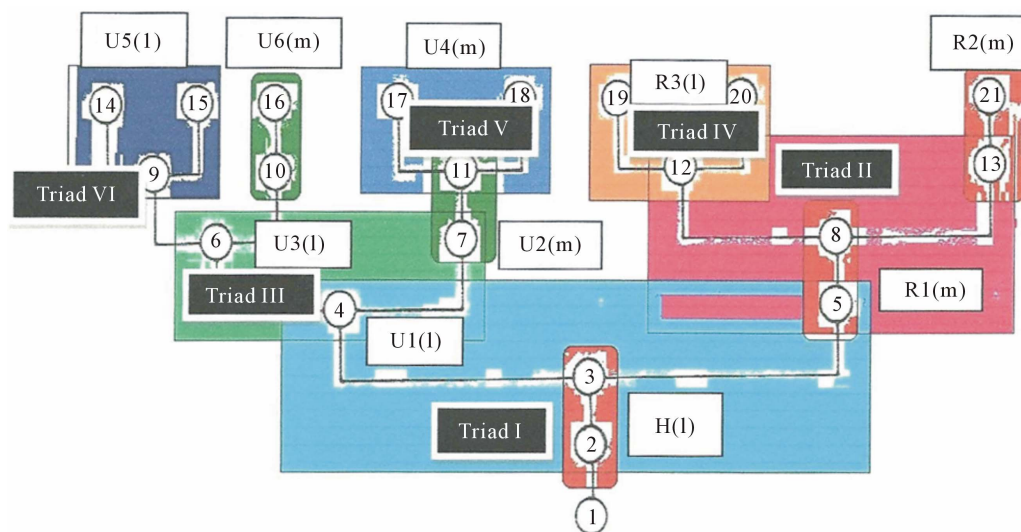 U5(l)
U6(m)
U4(m)
R2(m)
14
15
16
17
18
19
R3(l)
20
21
Triad V
Triad IV
Triad VI
9
10
11
12
Triad II
13
6
U3(l)
7
U2(m)
8
Triad III
4
U1(l)
5
R1(m)
3
Triad I
2
H(l)
1